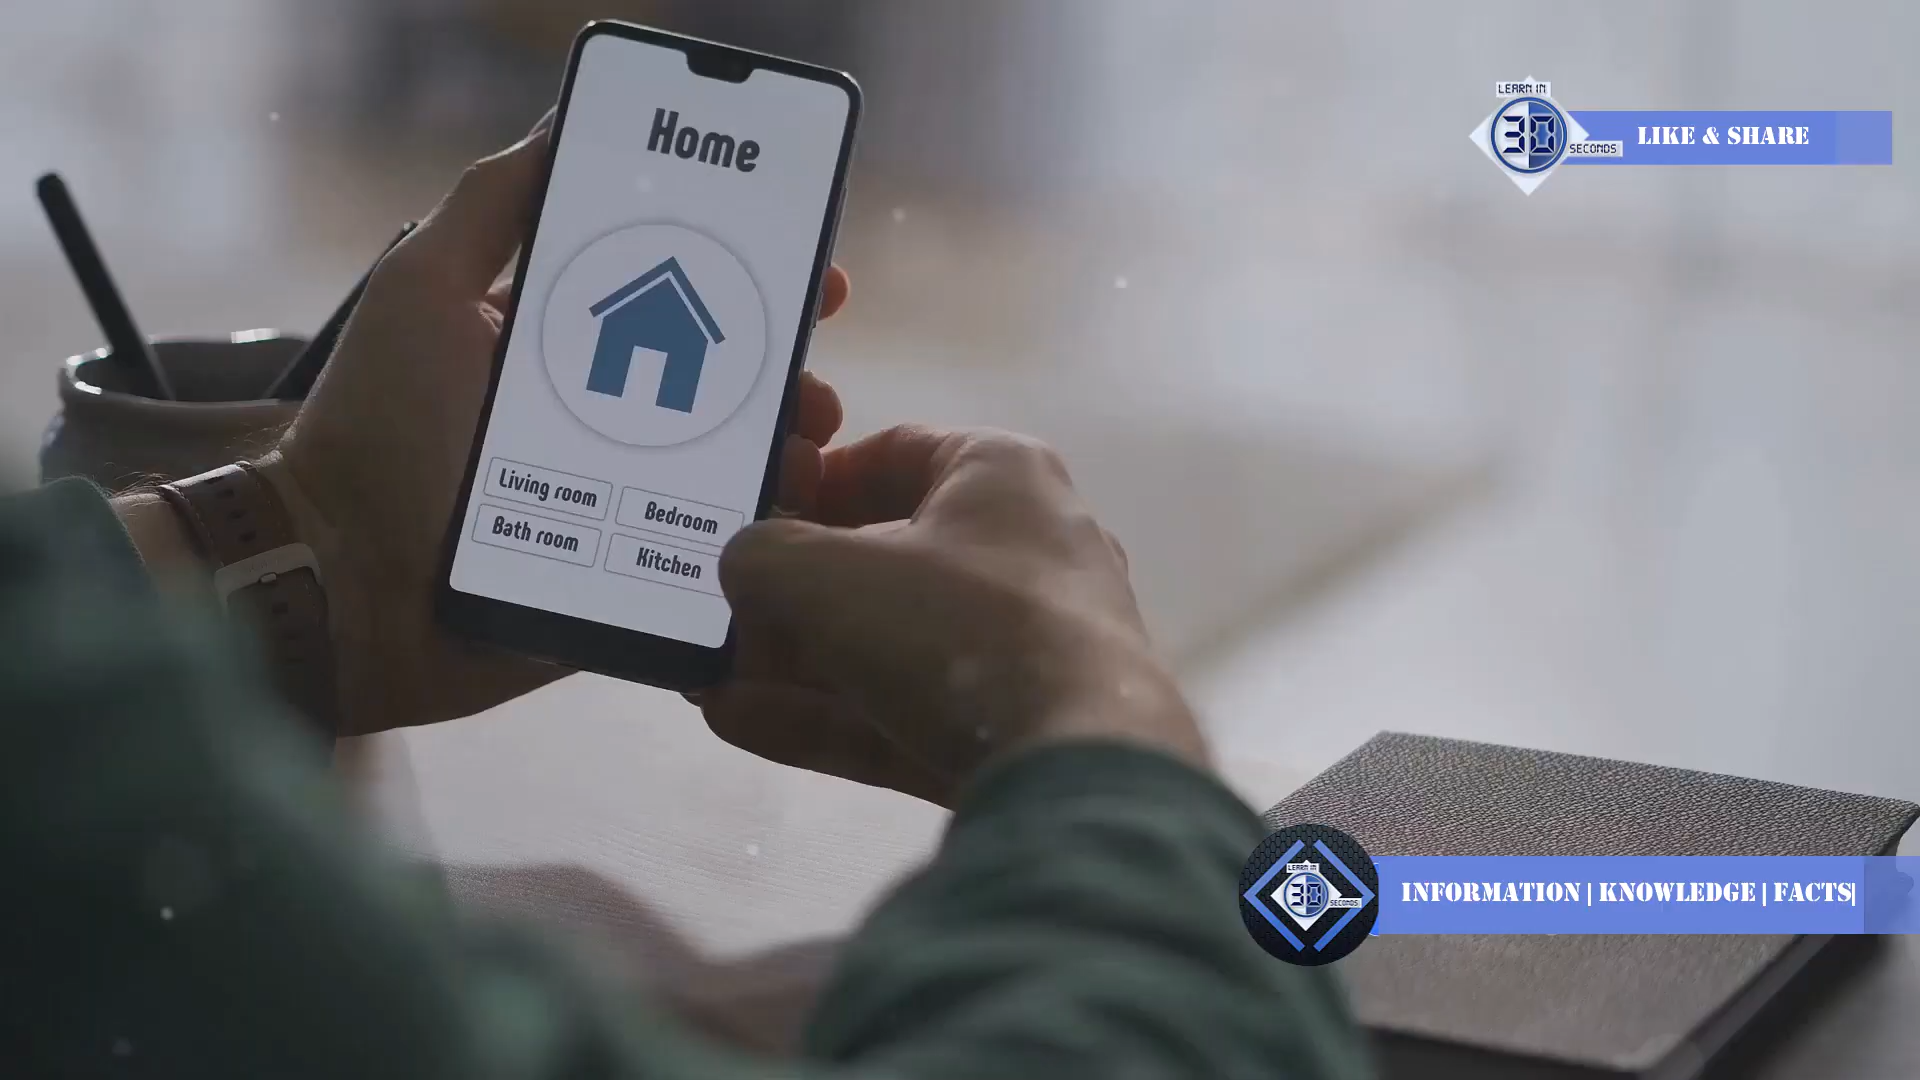 Home
Living room
Bedroom
Bath room
Kitchen
LEARN IN
30
SECONDS
LIKE & SHARE
LEARN IN
30
SECONDS
INFORMATION | KNOWLEDGE | FACTS|